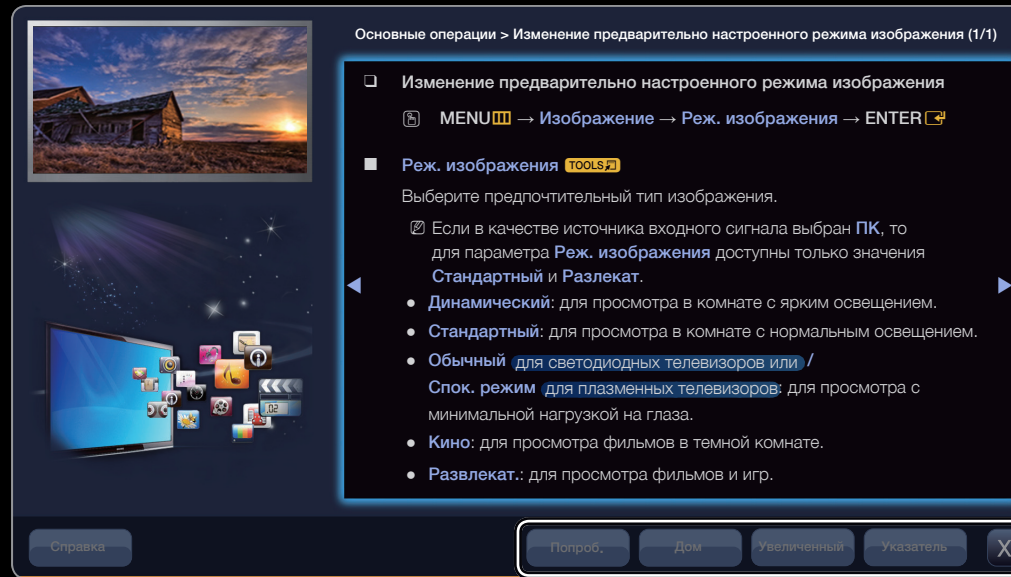 Основные операции > Изменение предварительно настроенного режима изображения (1/1)
❑ Изменение предварительно настроенного режима изображения
MENU → Изображение → Реж. изображения → ENTER
■ Реж. изображения TOOLS
Выберите предпочтительный тип изображения.
Если в качестве источника входного сигнала выбран ПК, то
для параметра Реж. изображения доступны только значения
Стандартный и Разлекат.
● Динамический: для просмотра в комнате с ярким освещением.
● Стандартный: для просмотра в комнате с нормальным освещением.
● Обычный для светодиодных телевизоров или /
Спок. режим для плазменных телевизоров: для просмотра с
минимальной нагрузкой на глаза.
● Кино: для просмотра фильмов в темной комнате.
● Развлекат.: для просмотра фильмов и игр.
Справка
Попроб. Дом Увеличенный Указатель X